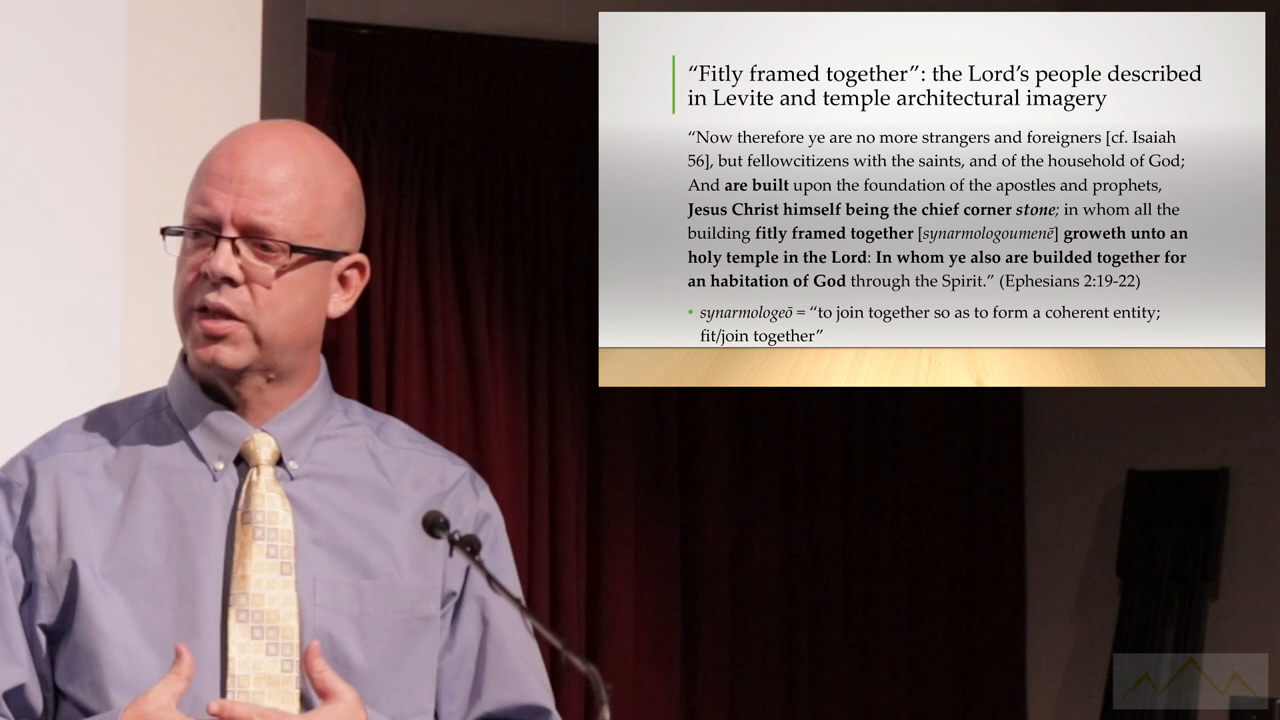 “Fitly framed together”: the Lord’s people described
in Levite and temple architectural imagery
“Now therefore ye are no more strangers and foreigners [cf. Isaiah
56], but fellowcitizens with the saints, and of the household of God;
And are built upon the foundation of the apostles and prophets,
Jesus Christ himself being the chief corner stone; in whom all the
building fitly framed together [synarmologoumenē] groweth unto an
holy temple in the Lord: In whom ye also are builded together for
an habitation of God through the Spirit.” (Ephesians 2:19-22)
• synarmologeō = “to join together so as to form a coherent entity;
fit/join together”